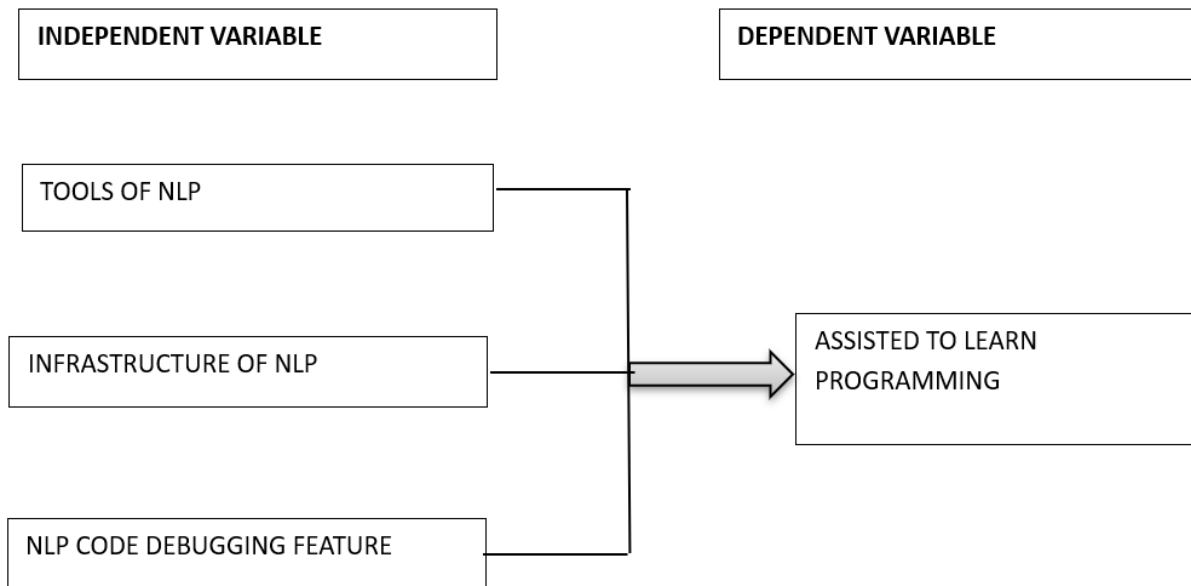 INDEPENDENT VARIABLE
DEPENDENT VARIABLE
TOOLS OF NLP
INFRASTRUCTURE OF NLP
ASSISTED TO LEARN
PROGRAMMING
NLP CODE DEBUGGING FEATURE